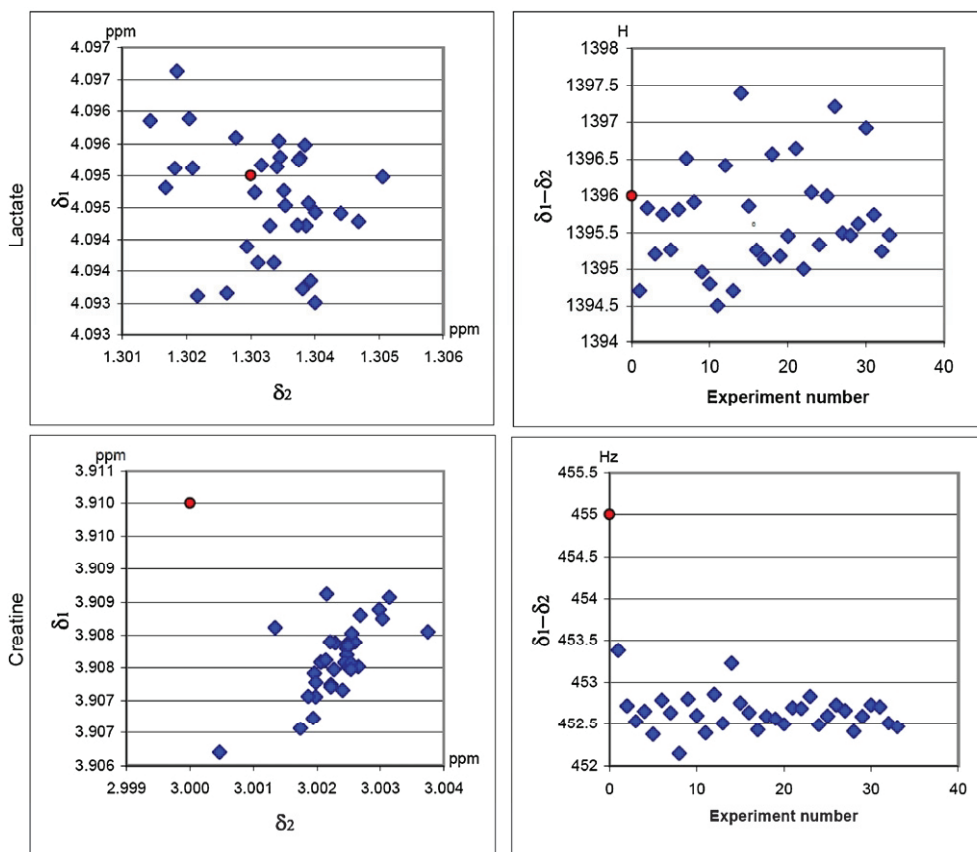 Lactate
ppm
δ1
4.097
4.097
4.096
4.096
4.095
4.095
4.094
4.094
4.093
4.093
ppm
1.301 1.302 1.303 1.304 1.305 1.306
δ2
H
δ1–δ2
1398
1397.5
1397
1396.5
1396
1395.5
1395
1394.5
1394
0 10 20 30 40
Experiment number
Creatine
ppm
δ1
3.911
3.910
3.910
3.909
3.909
3.908
3.908
3.907
3.907
3.906
ppm
2.999 3.000 3.001 3.002 3.003 3.004
δ2
Hz
δ1–δ2
455.5
455
454.5
454
453.5
453
452.5
452
0 10 20 30 40
Experiment number